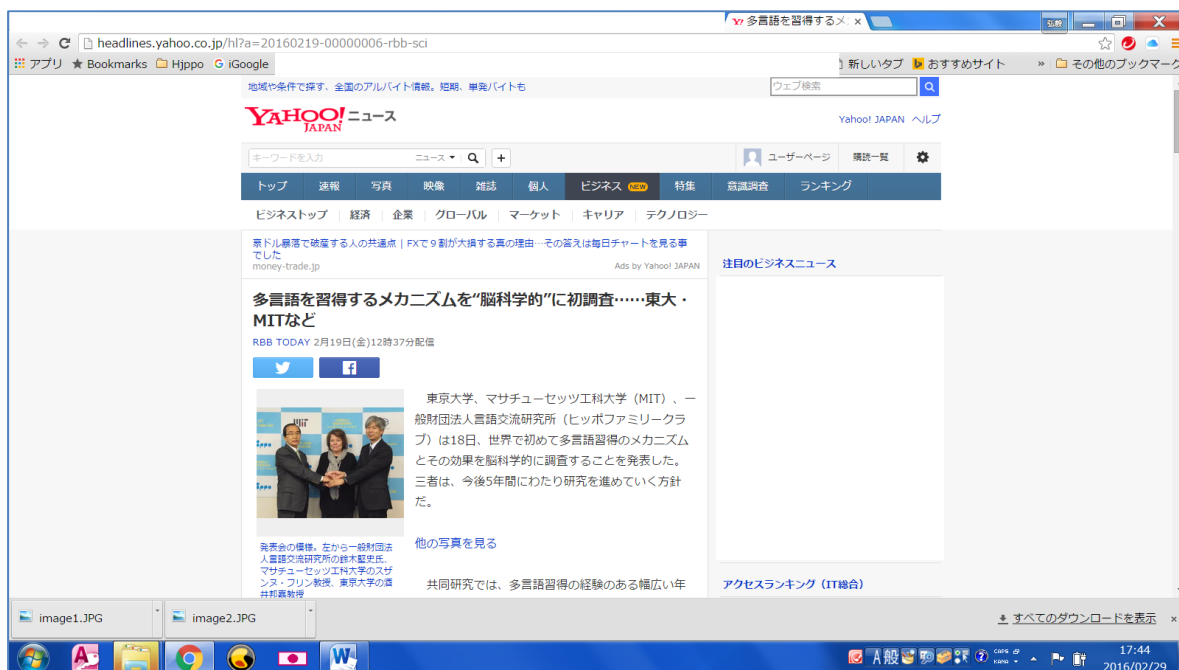 Y! 多言語を習得するメ
弘毅
headlines.yahoo.co.jp/hl?a=20160219-00000006-rbb-sci
アプリ Bookmarks Hjppo iGoogle 新しいタブ おすすめサイト » その他のブックマーク
地域や条件で探す、全国のアルバイト情報。短期、単発バイトも
ウェブ検索
YAHOO! JAPAN ニュース
Yahoo! JAPAN ヘルプ
キーワードを入力 ニュース
ユーザーページ 購読一覧
トップ 速報 写真 映像 雑誌 個人 ビジネス NEW 特集 意識調査 ランキング
ビジネストップ 経済 企業 グローバル マーケット キャリア テクノロジー
豪ドル暴落で破産する人の共通点 | FXで９割が大損する真の理由…その答えは毎日チャートを見る事
でした
money-trade.jp Ads by Yahoo! JAPAN
注目のビジネスニュース
多言語を習得するメカニズムを“脳科学的”に初調査……東大・
MITなど
RBB TODAY 2月19日(金)12時37分配信
東京大学、マサチューセッツ工科大学（MIT）、一
般財団法人言語交流研究所（ヒッポファミリークラ
ブ）は18日、世界で初めて多言語習得のメカニズム
とその効果を脳科学的に調査することを発表した。
三者は、今後5年間にわたり研究を進めていく方針
だ。
他の写真を見る
発表会の模様。左から一般財団法
人言語交流研究所の鈴木堅史氏、
マサチューセッツ工科大学のスザ
ンヌ・フリン教授、東京大学の酒
井邦嘉教授
共同研究では、多言語習得の経験のある幅広い年
アクセスランキング（IT総合）
image1.JPG image2.JPG すべてのダウンロードを表示
A 般 CAPS KANA
17:44
2016/02/29